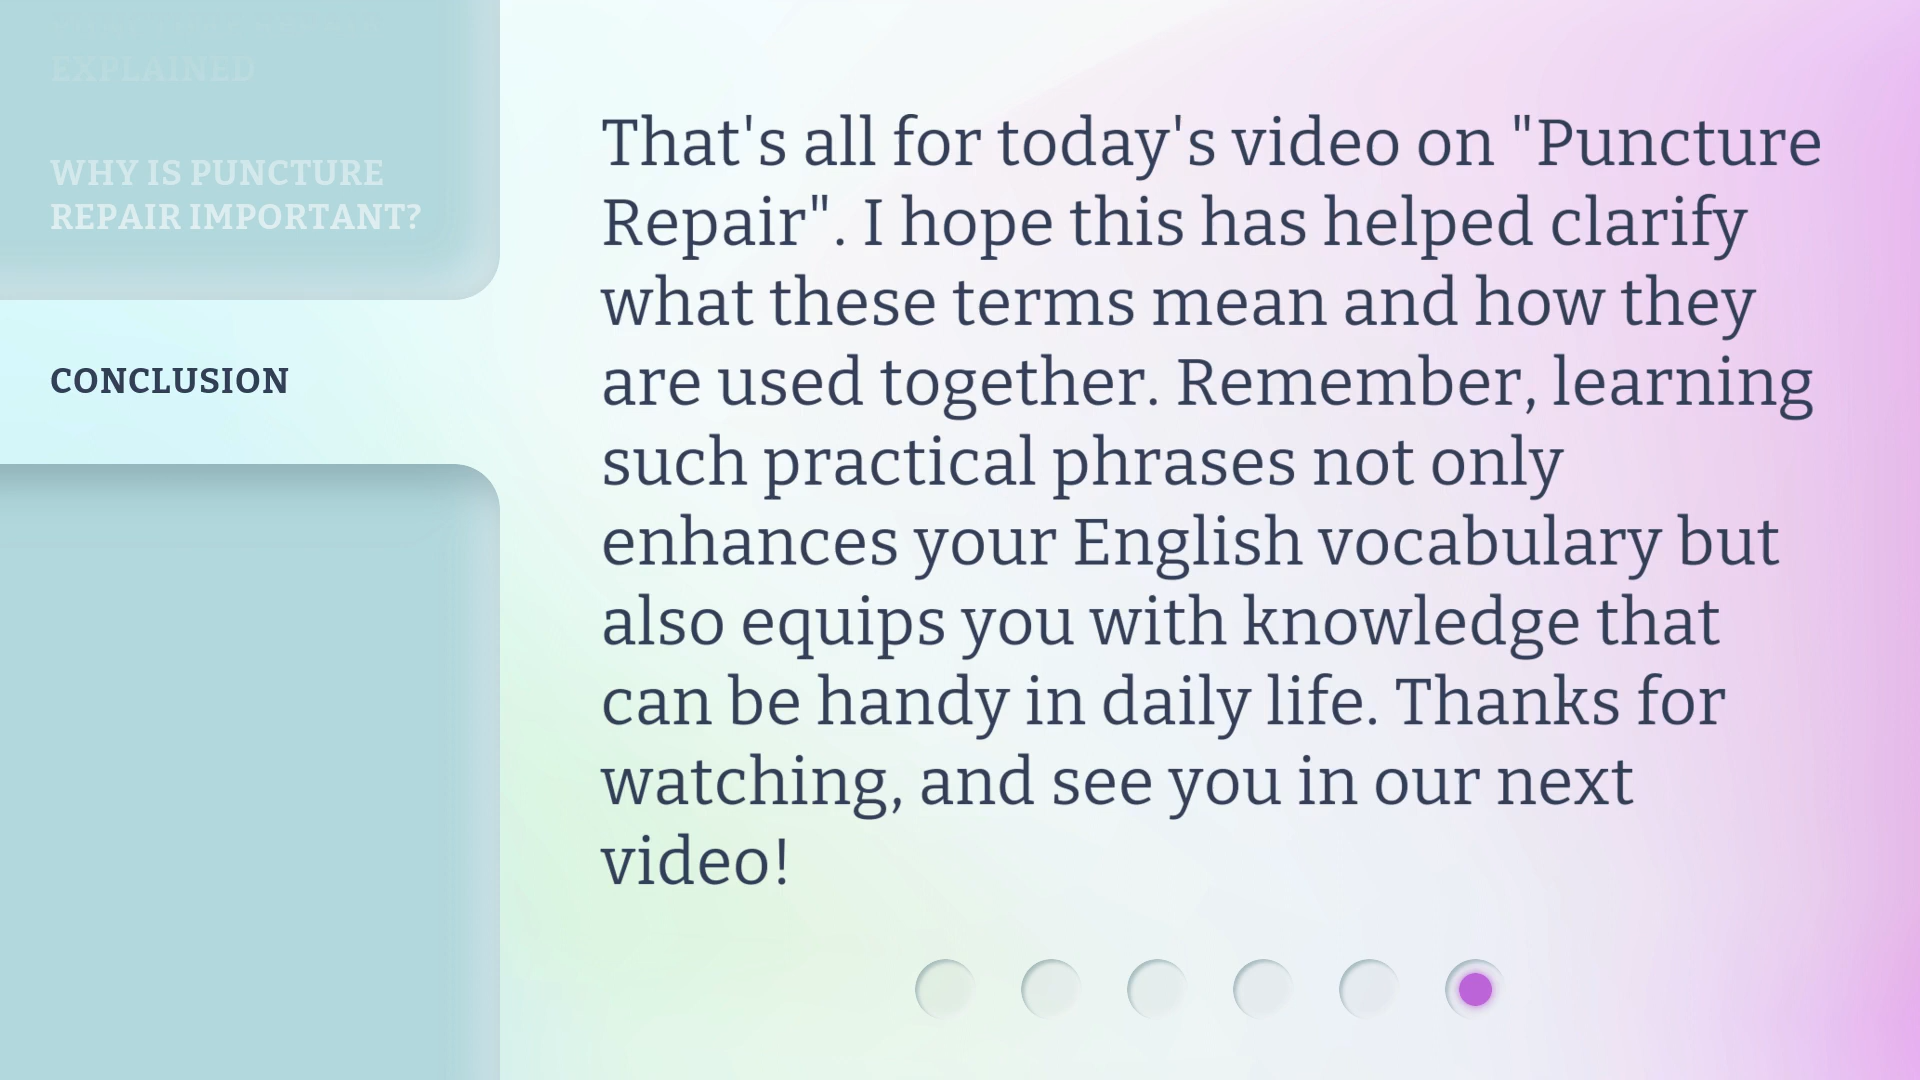 EXPLAINED
WHY IS PUNCTURE
REPAIR IMPORTANT?
CONCLUSION
That's all for today's video on "Puncture
Repair". I hope this has helped clarify
what these terms mean and how they
are used together. Remember, learning
such practical phrases not only
enhances your English vocabulary but
also equips you with knowledge that
can be handy in daily life. Thanks for
watching, and see you in our next
video!